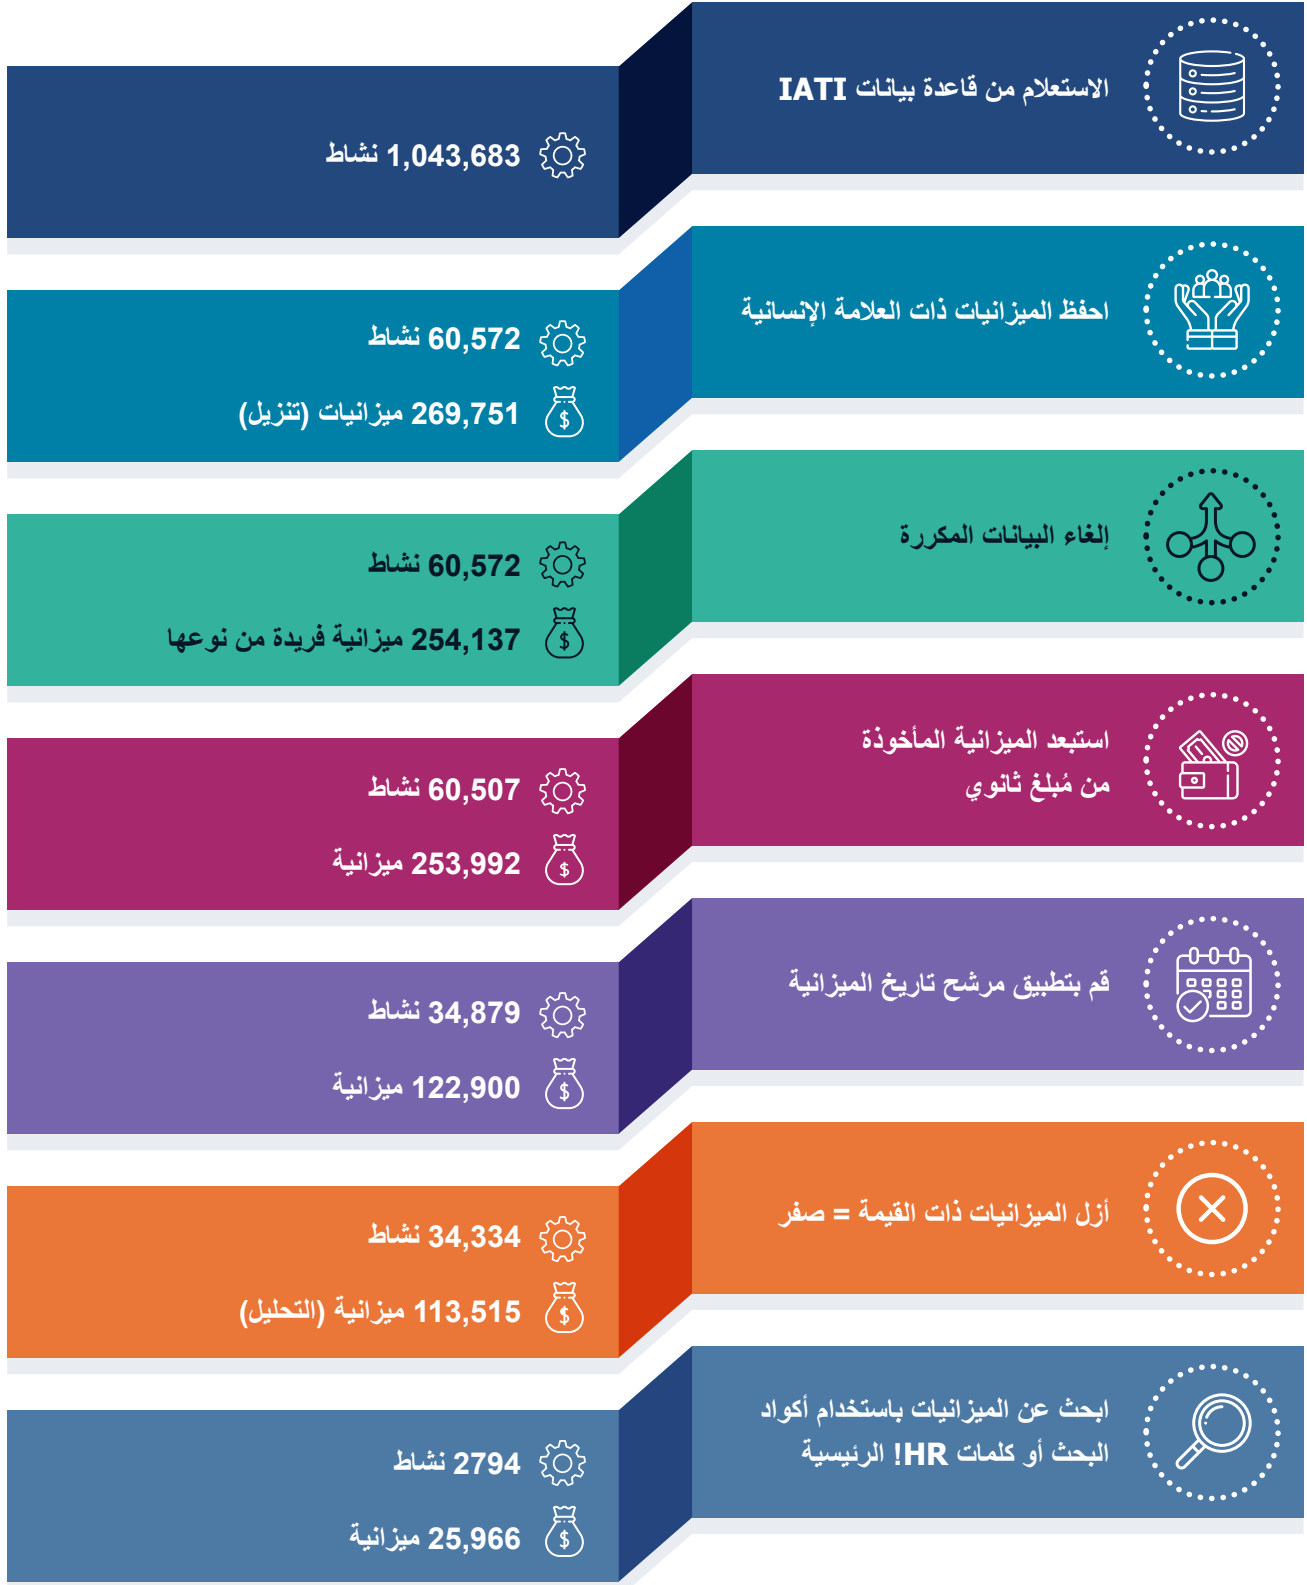 الاستعلام من قاعدة بيانات IATI
1,043,683 نشاط
احفظ الميزانيات ذات العلامة الإنسانية
60,572 نشاط
269,751 ميزانيات (تنزيل)
إلغاء البيانات المكررة
60,572 نشاط
254,137 ميزانية فريدة من نوعها
استبعد الميزانية المأخوذة
من مُبلغ ثانوي
60,507 نشاط
253,992 ميزانية
قم بتطبيق مرشح تاريخ الميزانية
34,879 نشاط
122,900 ميزانية
أزل الميزانيات ذات القيمة = صفر
34,334 نشاط
113,515 ميزانية (التحليل)
ابحث عن الميزانيات باستخدام أكواد
البحث أو كلمات HR! الرئيسية
2794 نشاط
25,966 ميزانية